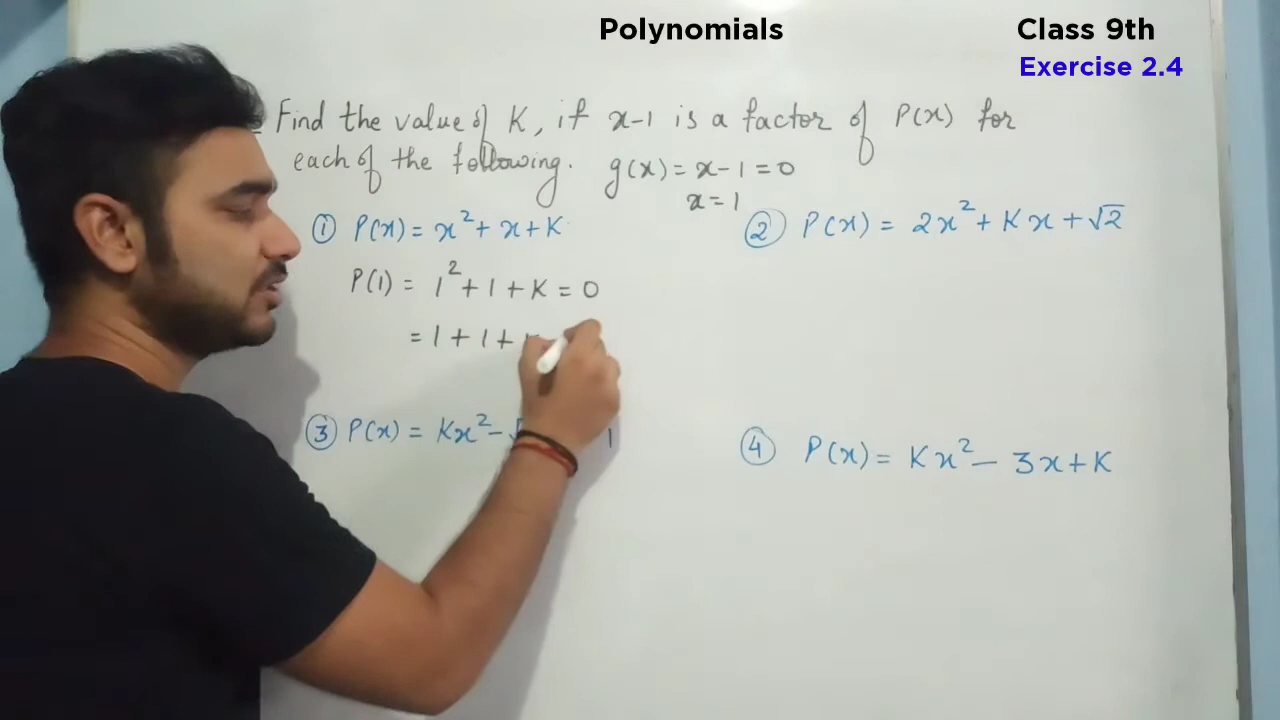 Polynomials
Class 9th
Exercise 2.4
Find the value of K, if x-1 is a factor of P(x) for
each of the following. g(x) = x-1 = 0
x = 1
① P(x) = x² + x + K
② P(x) = 2x² + Kx + √2
P(1) = 1² + 1 + K = 0
= 1 + 1 +
③ P(x) = Kx² - √ 1
④ P(x) = Kx² - 3x + K